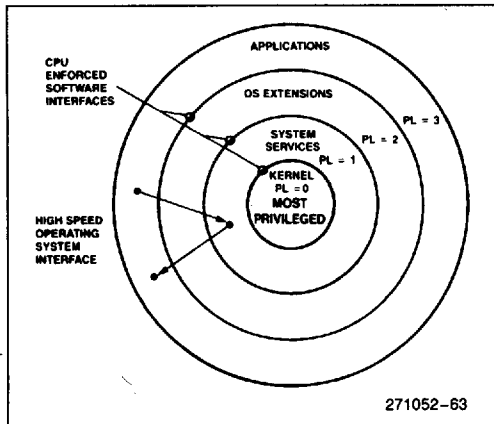 APPLICATIONS
CPU
ENFORCED
SOFTWARE
INTERFACES
OS EXTENSIONS
SYSTEM
SERVICES
PL = 3
PL = 2
PL = 1
KERNEL
PL = 0
MOST
PRIVILEGED
HIGH SPEED
OPERATING
SYSTEM
INTERFACE
271052-63